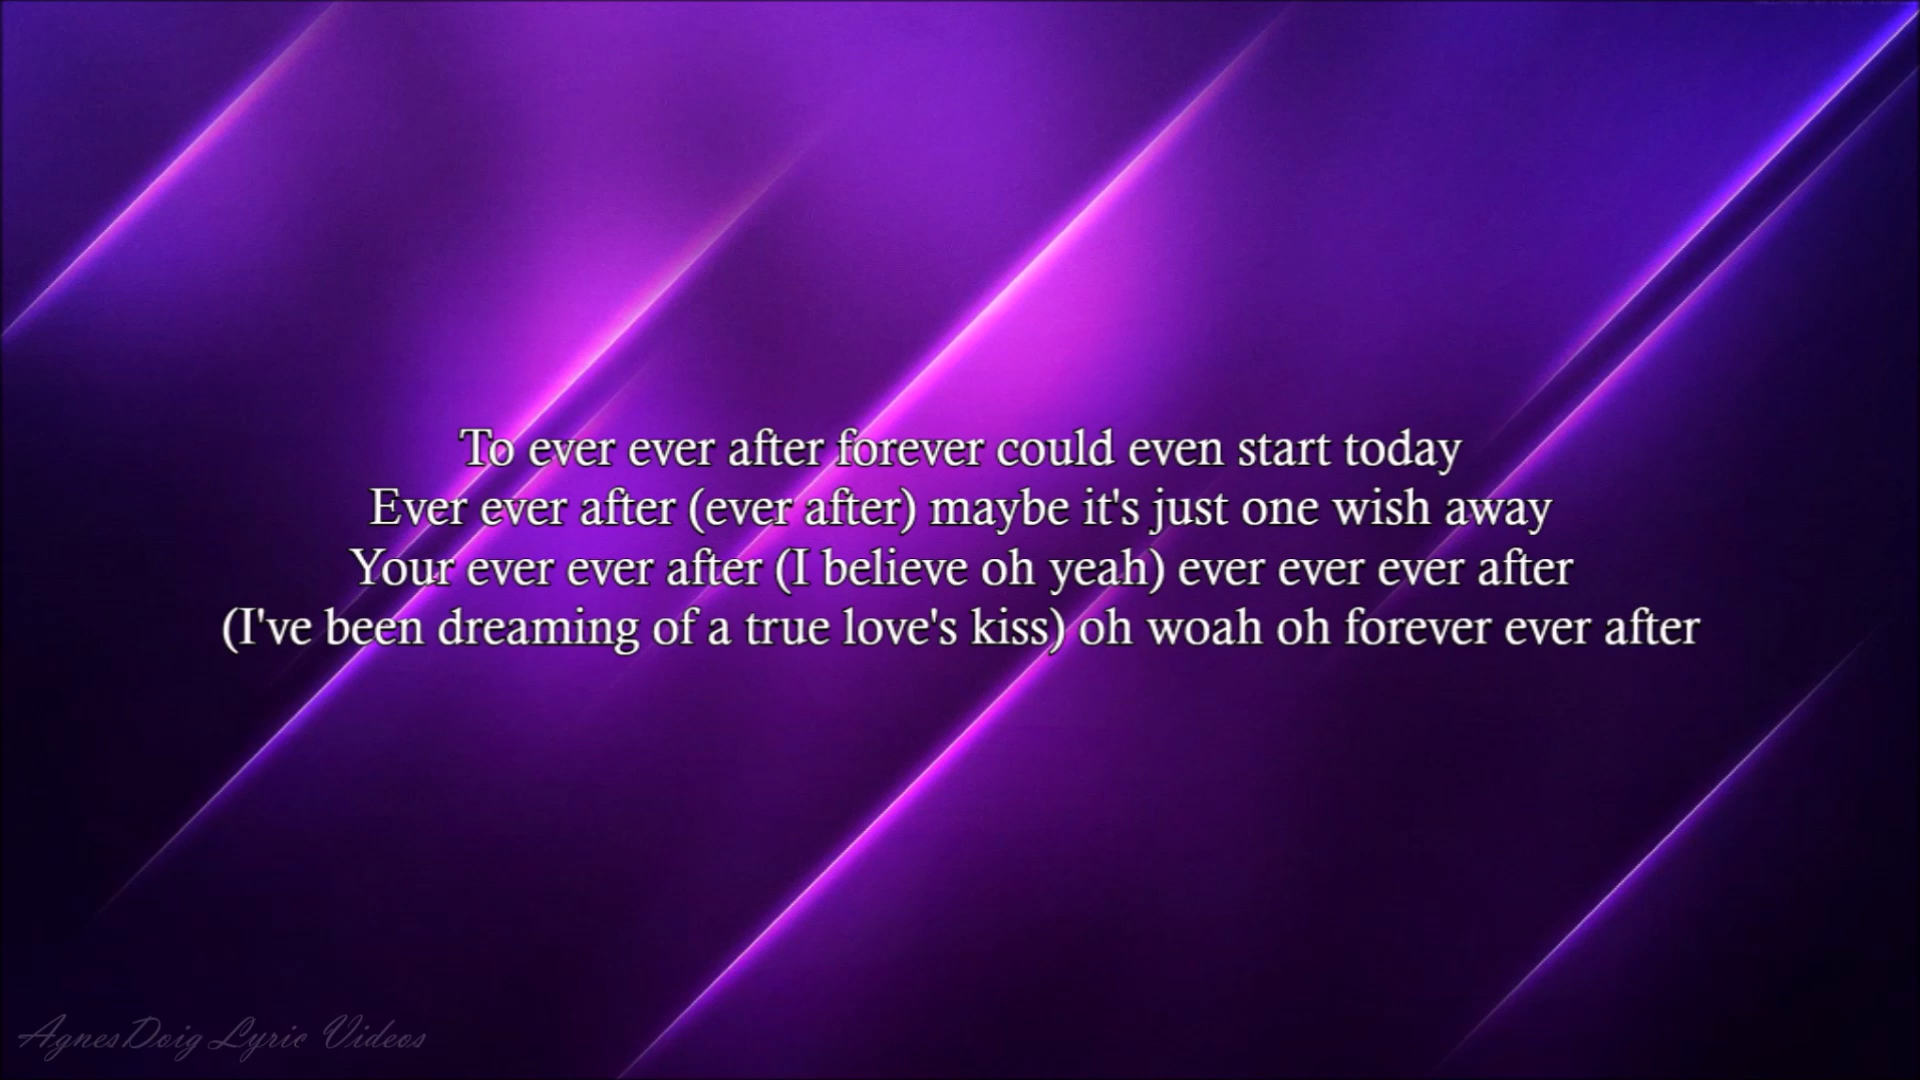 To ever ever after forever could even start today
Ever ever after (ever after) maybe it's just one wish away
Your ever ever after (I believe oh yeah) ever ever ever after
(I've been dreaming of a true love's kiss) oh woah oh forever ever after
AgnesDoig Lyric Videos